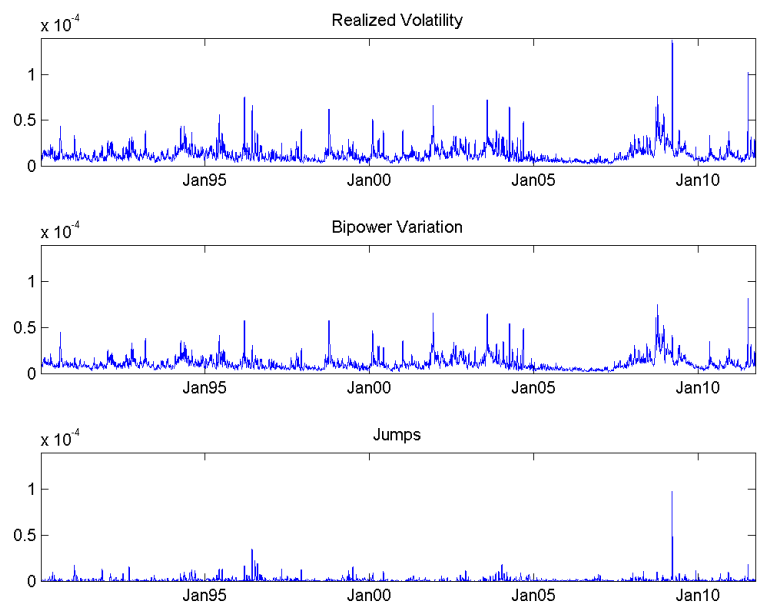 Realized Volatility
x 10-4
1
0.5
0
Jan95 Jan00 Jan05 Jan10
Bipower Variation
x 10-4
1
0.5
0
Jan95 Jan00 Jan05 Jan10
Jumps
x 10-4
1
0.5
0
Jan95 Jan00 Jan05 Jan10